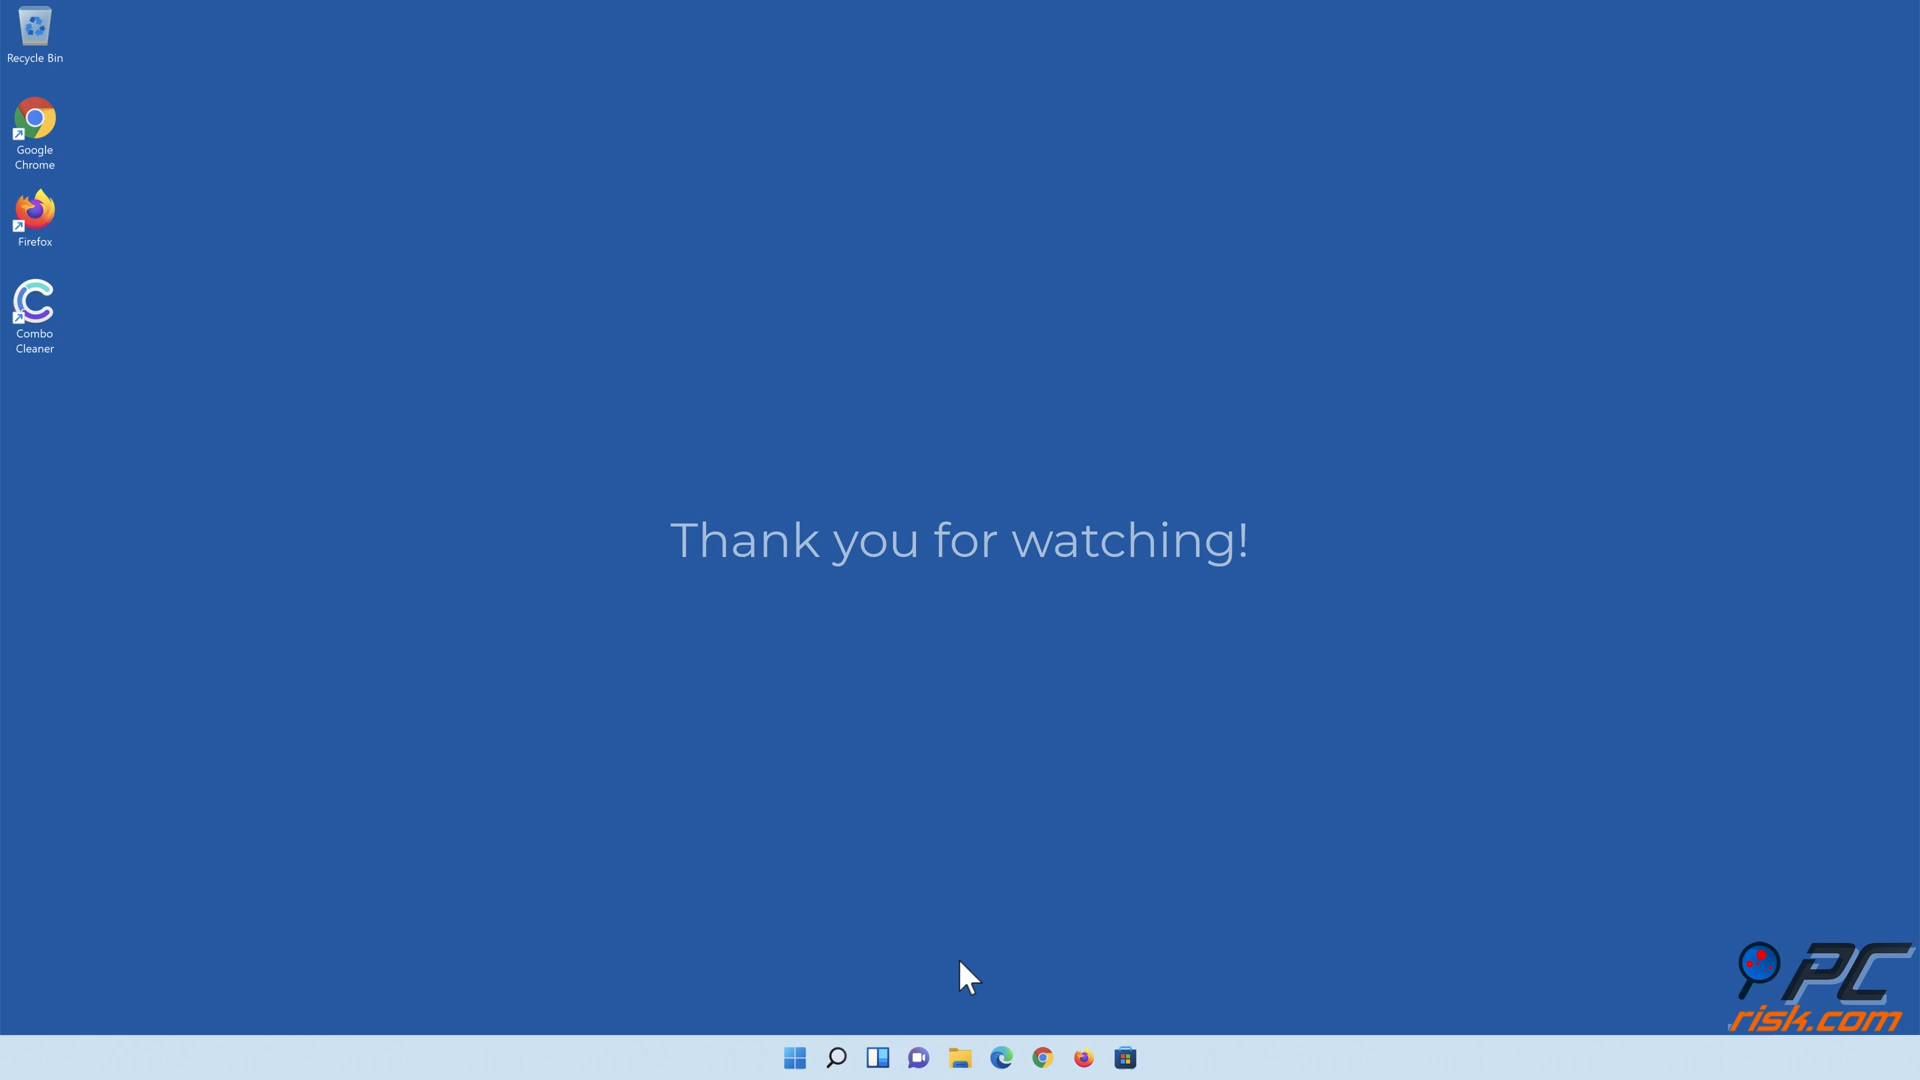 Recycle Bin
Google
Chrome
Firefox
Combo
Cleaner
Thank you for watching!
PC
risk.com